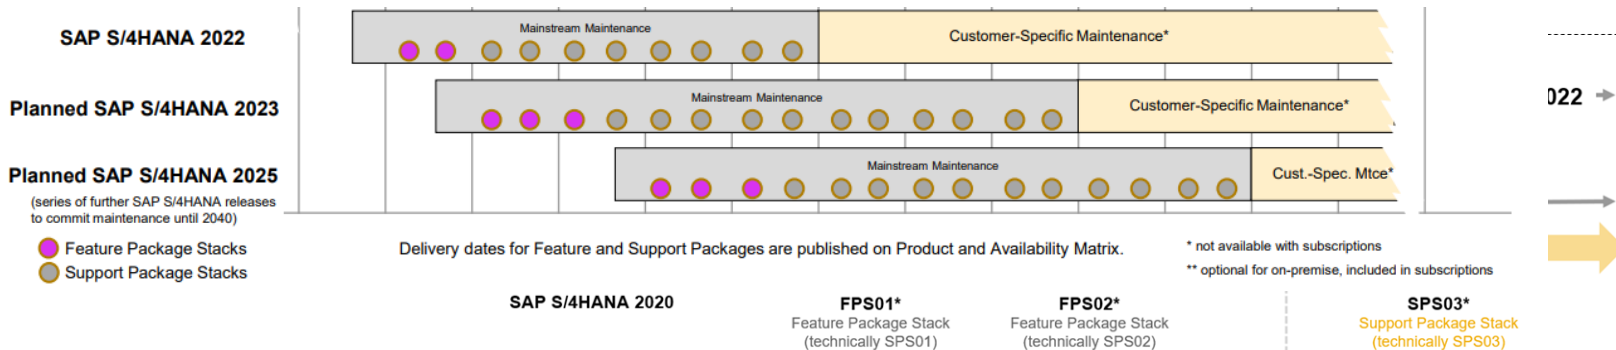 SAP S/4HANA 2022
Mainstream Maintenance
Customer-Specific Maintenance*
Planned SAP S/4HANA 2023
Mainstream Maintenance
Customer-Specific Maintenance*
022
Planned SAP S/4HANA 2025
(series of further SAP S/4HANA releases
to commit maintenance until 2040)
Mainstream Maintenance
Cust.-Spec. Mtce*
Feature Package Stacks
Support Package Stacks
Delivery dates for Feature and Support Packages are published on Product and Availability Matrix.
* not available with subscriptions
** optional for on-premise, included in subscriptions
SAP S/4HANA 2020
FPS01*
Feature Package Stack
(technically SPS01)
FPS02*
Feature Package Stack
(technically SPS02)
SPS03*
Support Package Stack
(technically SPS03)